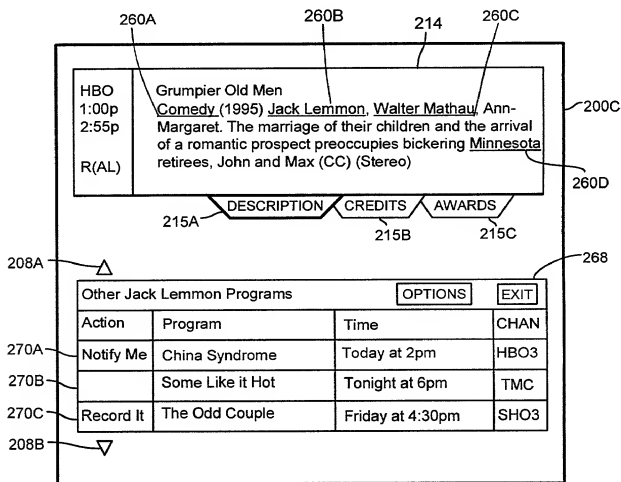 260A 260B 260C
214
HBO Grumpier Old Men
1:00p Comedy (1995) Jack Lemmon, Walter Mathau, Ann-
2:55p Margaret. The marriage of their children and the arrival
of a romantic prospect preoccupies bickering Minnesota
R(AL) retirees, John and Max (CC) (Stereo)
200C
260D
DESCRIPTION CREDITS AWARDS
215A 215B 215C
208A
268
Other Jack Lemmon Programs OPTIONS EXIT
Action Program Time CHAN
270A Notify Me China Syndrome Today at 2pm HBO3
270B Some Like it Hot Tonight at 6pm TMC
270C Record It The Odd Couple Friday at 4:30pm SHO3
208B